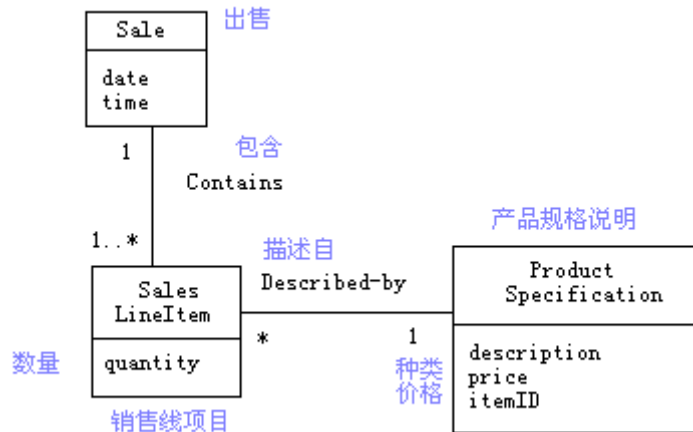 Sale
出售
date
time
1
包含
Contains
1..*
产品规格说明
描述自
Described-by
Sales
LineItem
Product
Specification
*
1
数量
quantity
种类
价格
description
price
itemID
销售线项目